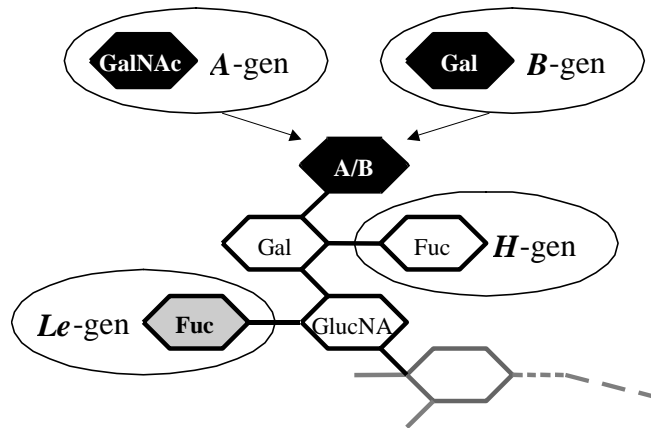 GalNAc A-gen Gal B-gen
A/B
Gal Fuc H-gen
Le-gen Fuc GlucNA